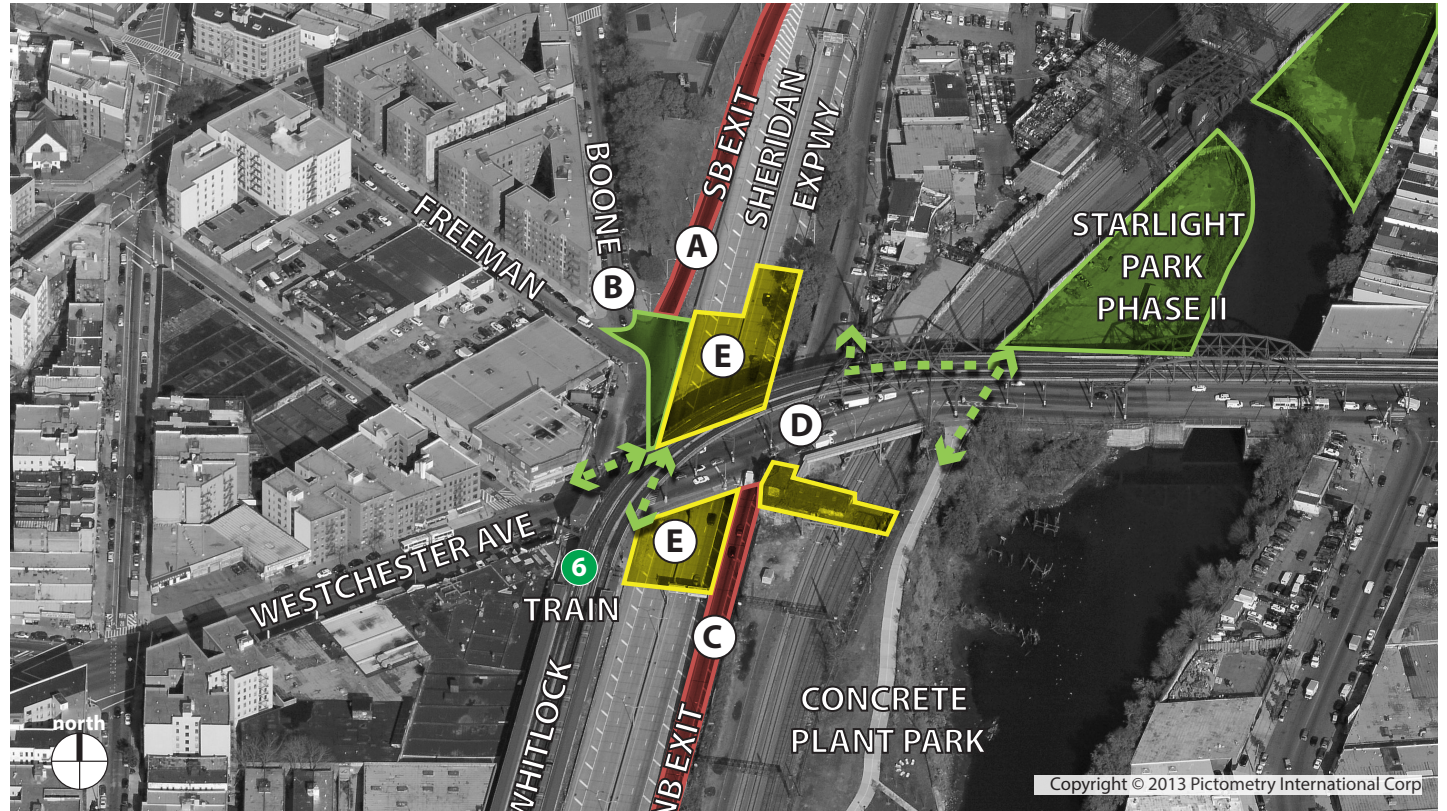 SB EXIT
SHERIDAN
EXPWY
BOONE
A
B
FREEMAN
STARLIGHT
PARK
PHASE II
E
D
E
WESTCHESTER AVE
6
TRAIN
C
WHITLOCK
NB EXIT
CONCRETE
PLANT PARK
north
Copyright © 2013 Pictometry International Corp